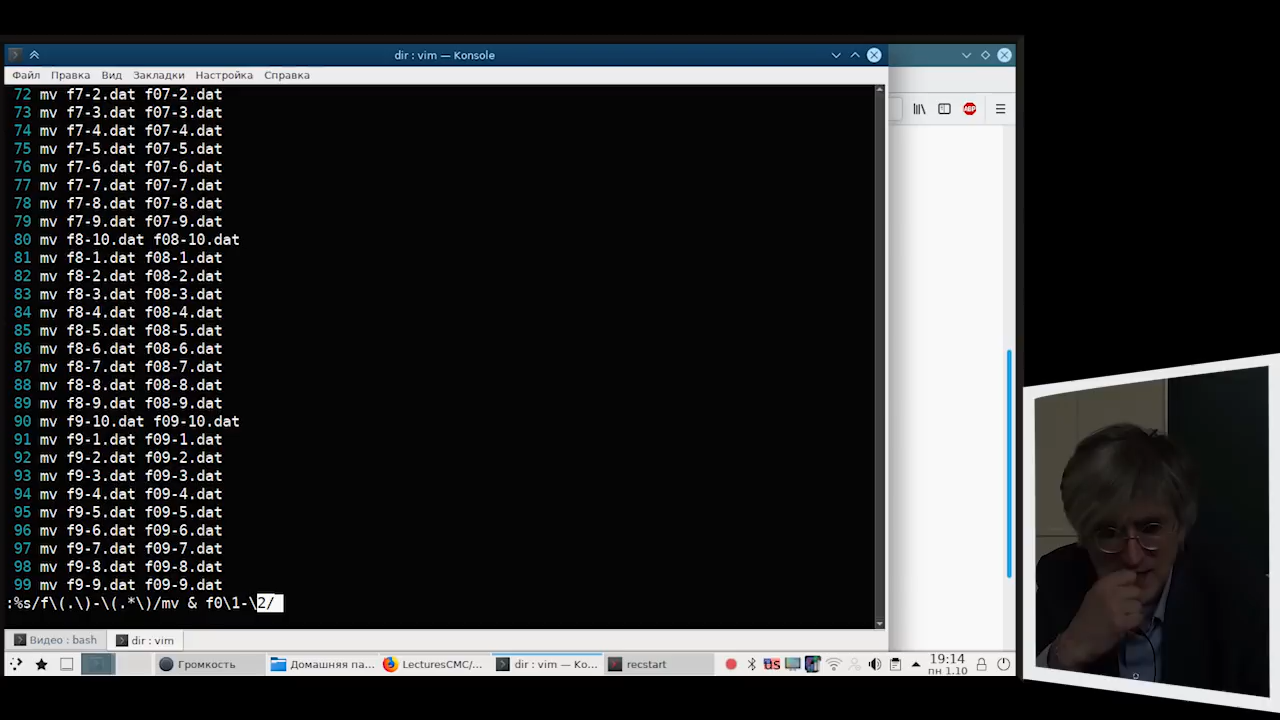 dir : vim — Konsole
Файл Правка Вид Закладки Настройка Справка
ABP
72 mv f7-2.dat f07-2.dat
73 mv f7-3.dat f07-3.dat
74 mv f7-4.dat f07-4.dat
75 mv f7-5.dat f07-5.dat
76 mv f7-6.dat f07-6.dat
77 mv f7-7.dat f07-7.dat
78 mv f7-8.dat f07-8.dat
79 mv f7-9.dat f07-9.dat
80 mv f8-10.dat f08-10.dat
81 mv f8-1.dat f08-1.dat
82 mv f8-2.dat f08-2.dat
83 mv f8-3.dat f08-3.dat
84 mv f8-4.dat f08-4.dat
85 mv f8-5.dat f08-5.dat
86 mv f8-6.dat f08-6.dat
87 mv f8-7.dat f08-7.dat
88 mv f8-8.dat f08-8.dat
89 mv f8-9.dat f08-9.dat
90 mv f9-10.dat f09-10.dat
91 mv f9-1.dat f09-1.dat
92 mv f9-2.dat f09-2.dat
93 mv f9-3.dat f09-3.dat
94 mv f9-4.dat f09-4.dat
95 mv f9-5.dat f09-5.dat
96 mv f9-6.dat f09-6.dat
97 mv f9-7.dat f09-7.dat
98 mv f9-8.dat f09-8.dat
99 mv f9-9.dat f09-9.dat
:%s/f\(.\)-\(.*\)/mv & f0\1-\2/
Видео : bash dir : vim
Громкость Домашняя па... LecturesCMC/... dir : vim — Ko... recstart us 19:14
пн 1.10